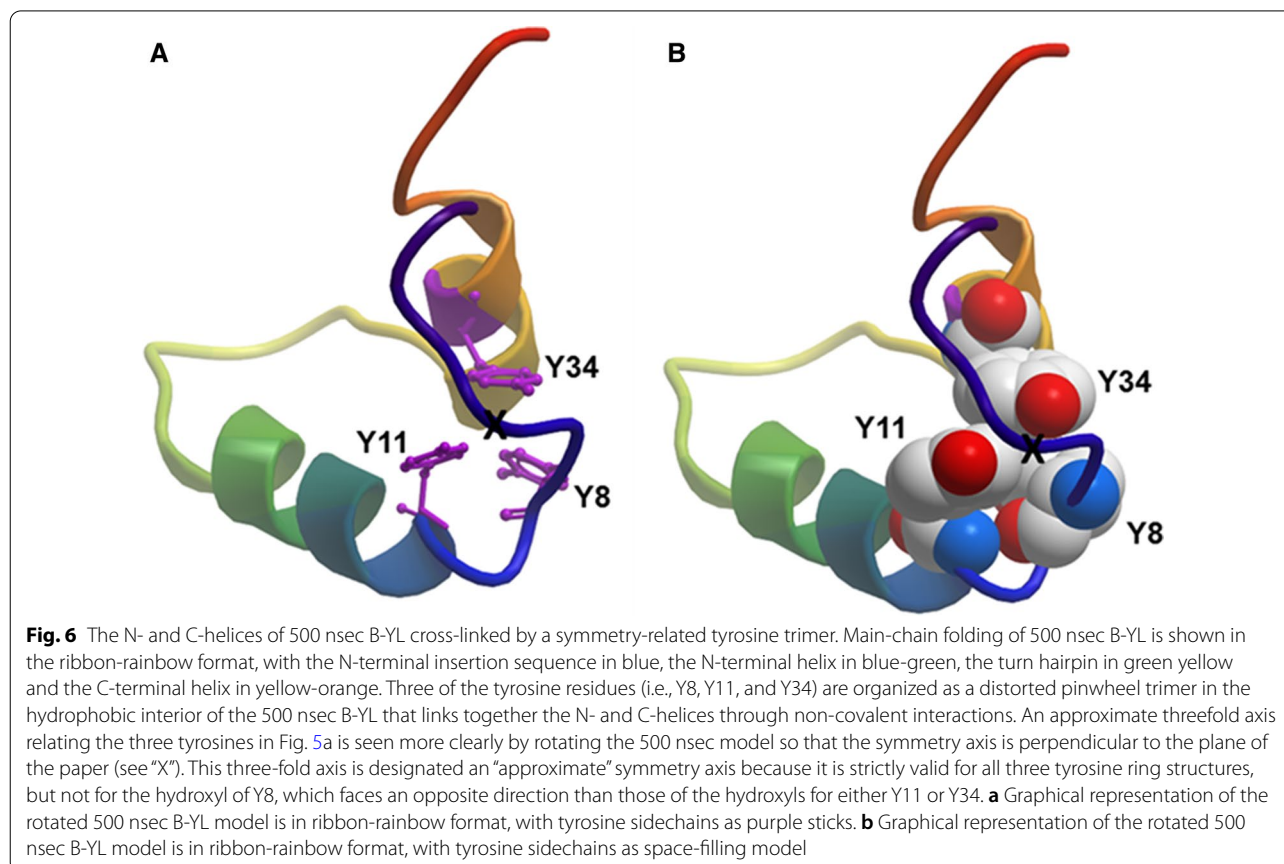 A
B
Y34
Y34
X
Y11
Y11
X
Y8
Y8
Fig. 6 The N- and C-helices of 500 nsec B-YL cross-linked by a symmetry-related tyrosine trimer. Main-chain folding of 500 nsec B-YL is shown in
the ribbon-rainbow format, with the N-terminal insertion sequence in blue, the N-terminal helix in blue-green, the turn hairpin in green yellow
and the C-terminal helix in yellow-orange. Three of the tyrosine residues (i.e., Y8, Y11, and Y34) are organized as a distorted pinwheel trimer in the
hydrophobic interior of the 500 nsec B-YL that links together the N- and C-helices through non-covalent interactions. An approximate threefold axis
relating the three tyrosines in Fig. 5a is seen more clearly by rotating the 500 nsec model so that the symmetry axis is perpendicular to the plane of
the paper (see “X”). This three-fold axis is designated an “approximate” symmetry axis because it is strictly valid for all three tyrosine ring structures,
but not for the hydroxyl of Y8, which faces an opposite direction than those of the hydroxyls for either Y11 or Y34. a Graphical representation of the
rotated 500 nsec B-YL model is in ribbon-rainbow format, with tyrosine sidechains as purple sticks. b Graphical representation of the rotated 500
nsec B-YL model is in ribbon-rainbow format, with tyrosine sidechains as space-filling model